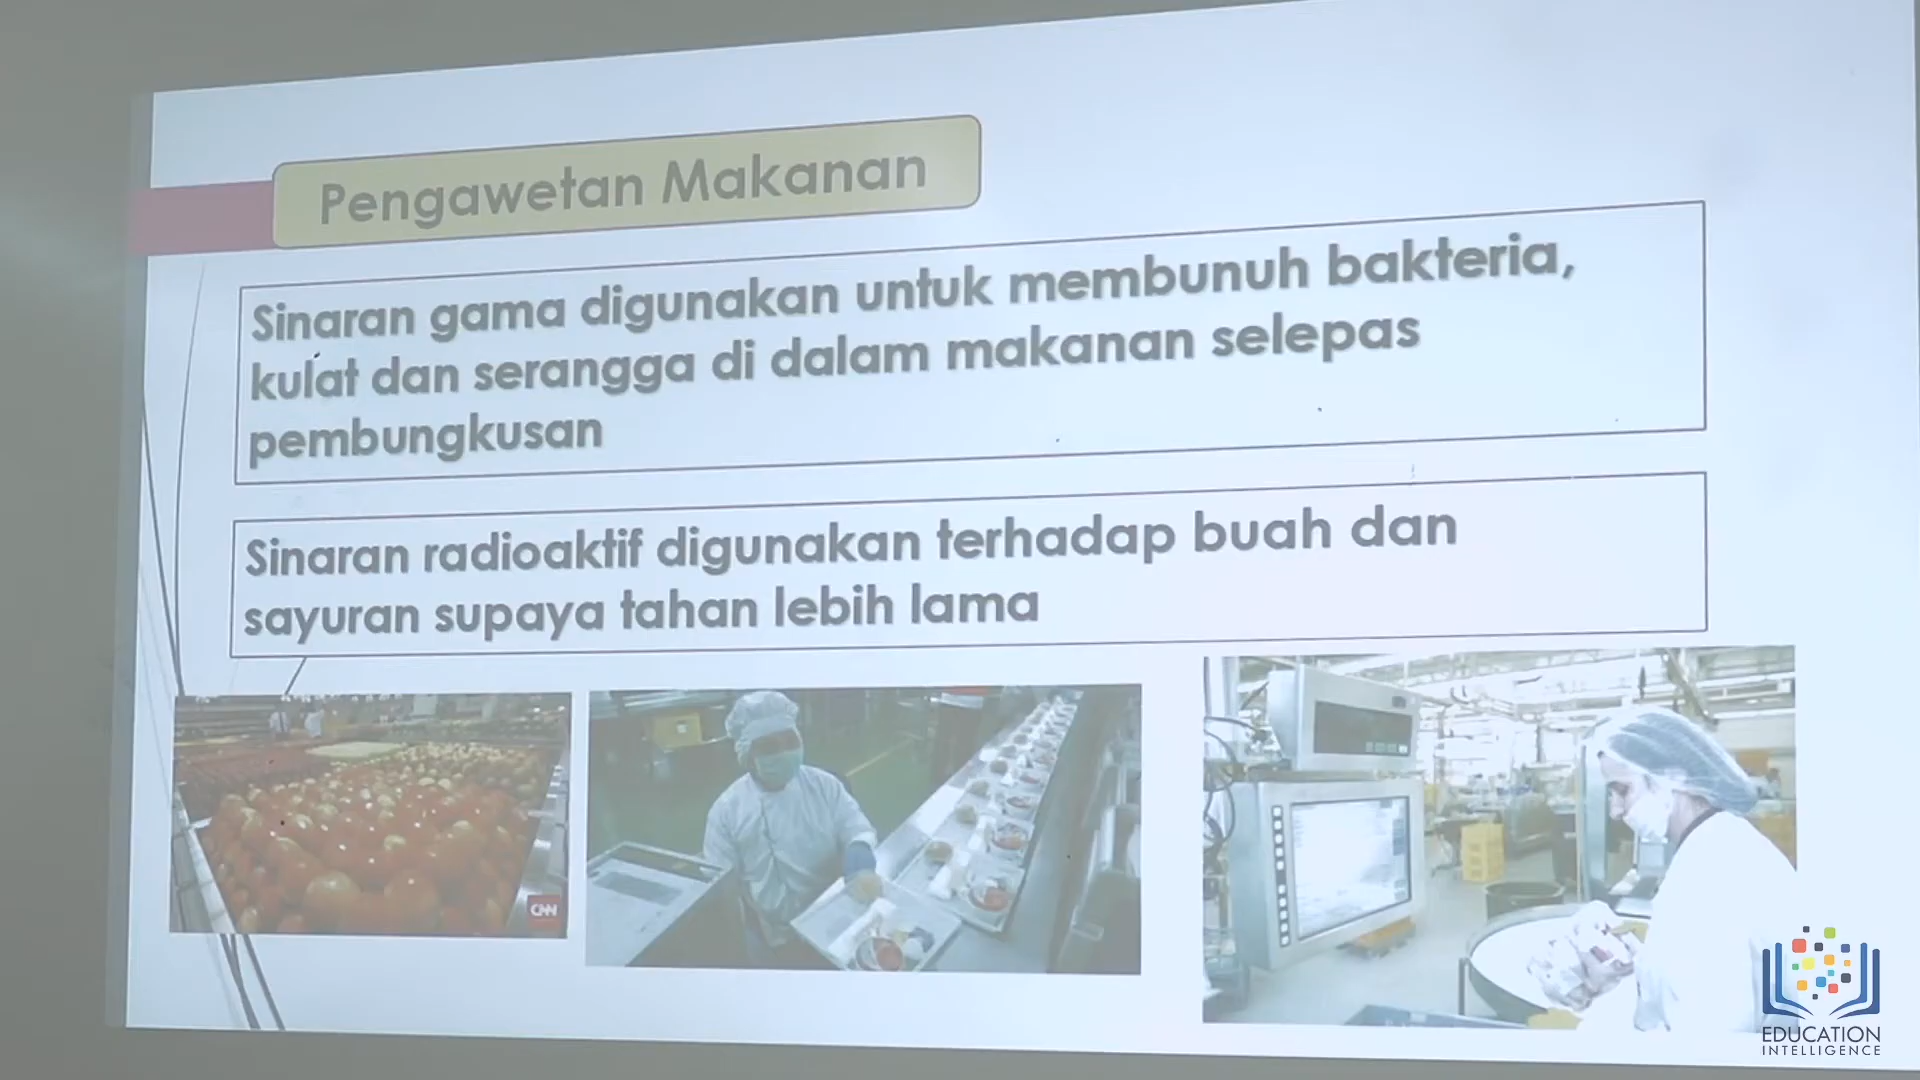 Pengawetan Makanan
Sinaran gama digunakan untuk membunuh bakteria,
kulat dan serangga di dalam makanan selepas
pembungkusan
Sinaran radioaktif digunakan terhadap buah dan
sayuran supaya tahan lebih lama
CNN
EDUCATION
INTELLIGENCE